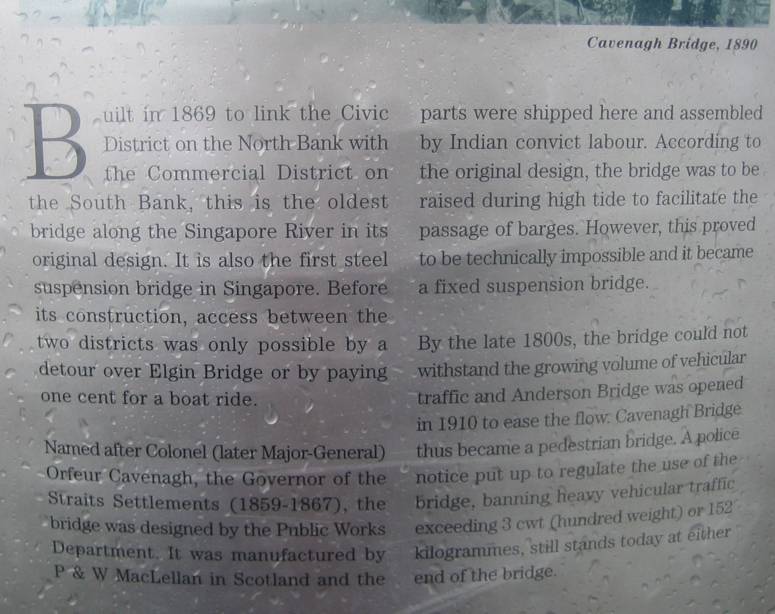 Cavenagh Bridge, 1890
Built in 1869 to link the Civic
District on the North Bank with
the Commercial District on
the South Bank, this is the oldest
bridge along the Singapore River in its
original design. It is also the first steel
suspension bridge in Singapore. Before
its construction, access between the
two districts was only possible by a
detour over Elgin Bridge or by paying
one cent for a boat ride.
Named after Colonel (later Major-General)
Orfeur Cavenagh, the Governor of the
Straits Settlements (1859-1867), the
bridge was designed by the Public Works
Department. It was manufactured by
P & W MacLellan in Scotland and the
parts were shipped here and assembled
by Indian convict labour. According to
the original design, the bridge was to be
raised during high tide to facilitate the
passage of barges. However, this proved
to be technically impossible and it became
a fixed suspension bridge.
By the late 1800s, the bridge could not
withstand the growing volume of vehicular
traffic and Anderson Bridge was opened
in 1910 to ease the flow. Cavenagh Bridge
thus became a pedestrian bridge. A police
notice put up to regulate the use of the
bridge, banning heavy vehicular traffic
exceeding 3 cwt (hundred weight) or 152
kilogrammes, still stands today at either
end of the bridge.